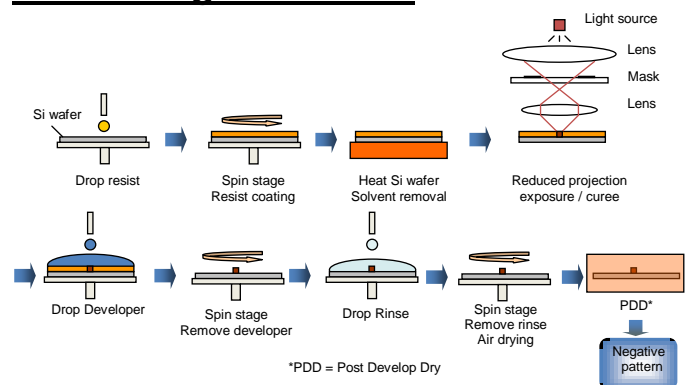 Light source
Lens
Mask
Lens
Si wafer
Drop resist
Spin stage
Resist coating
Heat Si wafer
Solvent removal
Reduced projection
exposure / curee
Drop Developer
Spin stage
Remove developer
Drop Rinse
Spin stage
Remove rinse
Air drying
PDD*
Negative
pattern
*PDD = Post Develop Dry